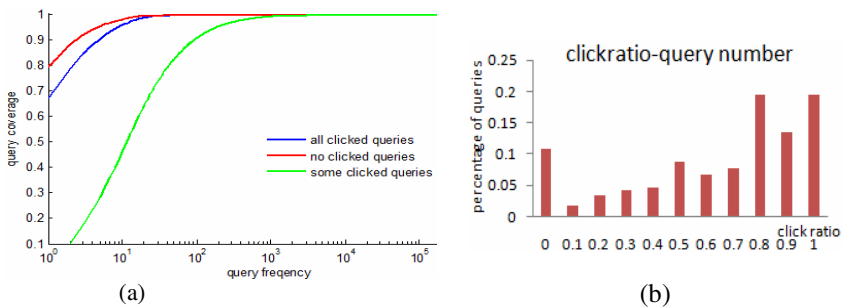 1
0.9
0.8
0.7
0.6
0.5
0.4
0.3
0.2
0.1
query coverage
all clicked queries
no clicked queries
some clicked queries
10^0
10^1
10^2
10^3
10^4
10^5
query freqency
(a)
clickratio-query number
percentage of queries
0.25
0.2
0.15
0.1
0.05
0
click ratio
0 0.1 0.2 0.3 0.4 0.5 0.6 0.7 0.8 0.9 1
(b)